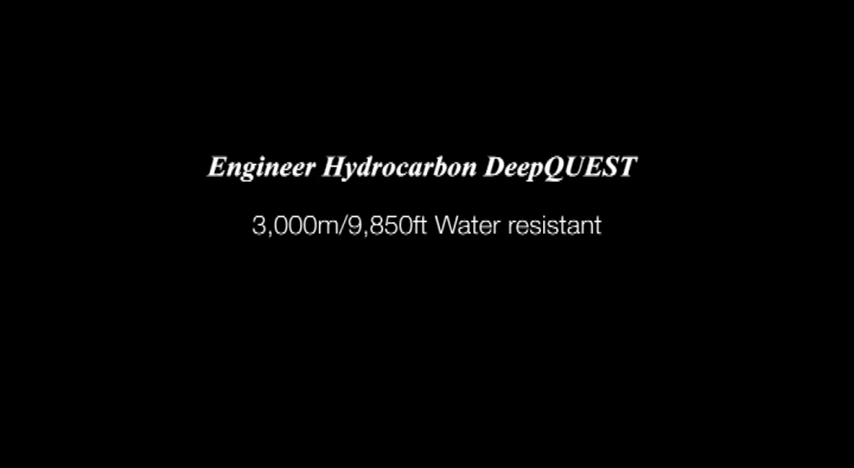 Engineer Hydrocarbon DeepQUEST
3,000m/9,850ft Water resistant